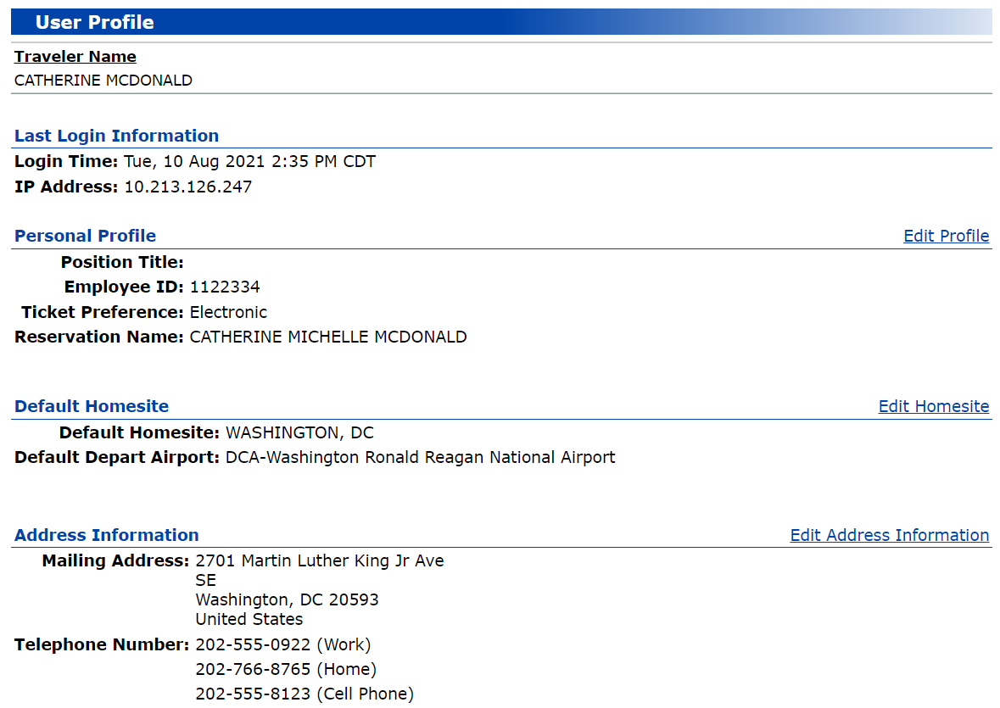 User Profile
Traveler Name
CATHERINE MCDONALD
Last Login Information
Login Time: Tue, 10 Aug 2021 2:35 PM CDT
IP Address: 10.213.126.247
Personal Profile Edit Profile
Position Title:
Employee ID: 1122334
Ticket Preference: Electronic
Reservation Name: CATHERINE MICHELLE MCDONALD
Default Homesite Edit Homesite
Default Homesite: WASHINGTON, DC
Default Depart Airport: DCA-Washington Ronald Reagan National Airport
Address Information Edit Address Information
Mailing Address: 2701 Martin Luther King Jr Ave
SE
Washington, DC 20593
United States
Telephone Number: 202-555-0922 (Work)
202-766-8765 (Home)
202-555-8123 (Cell Phone)